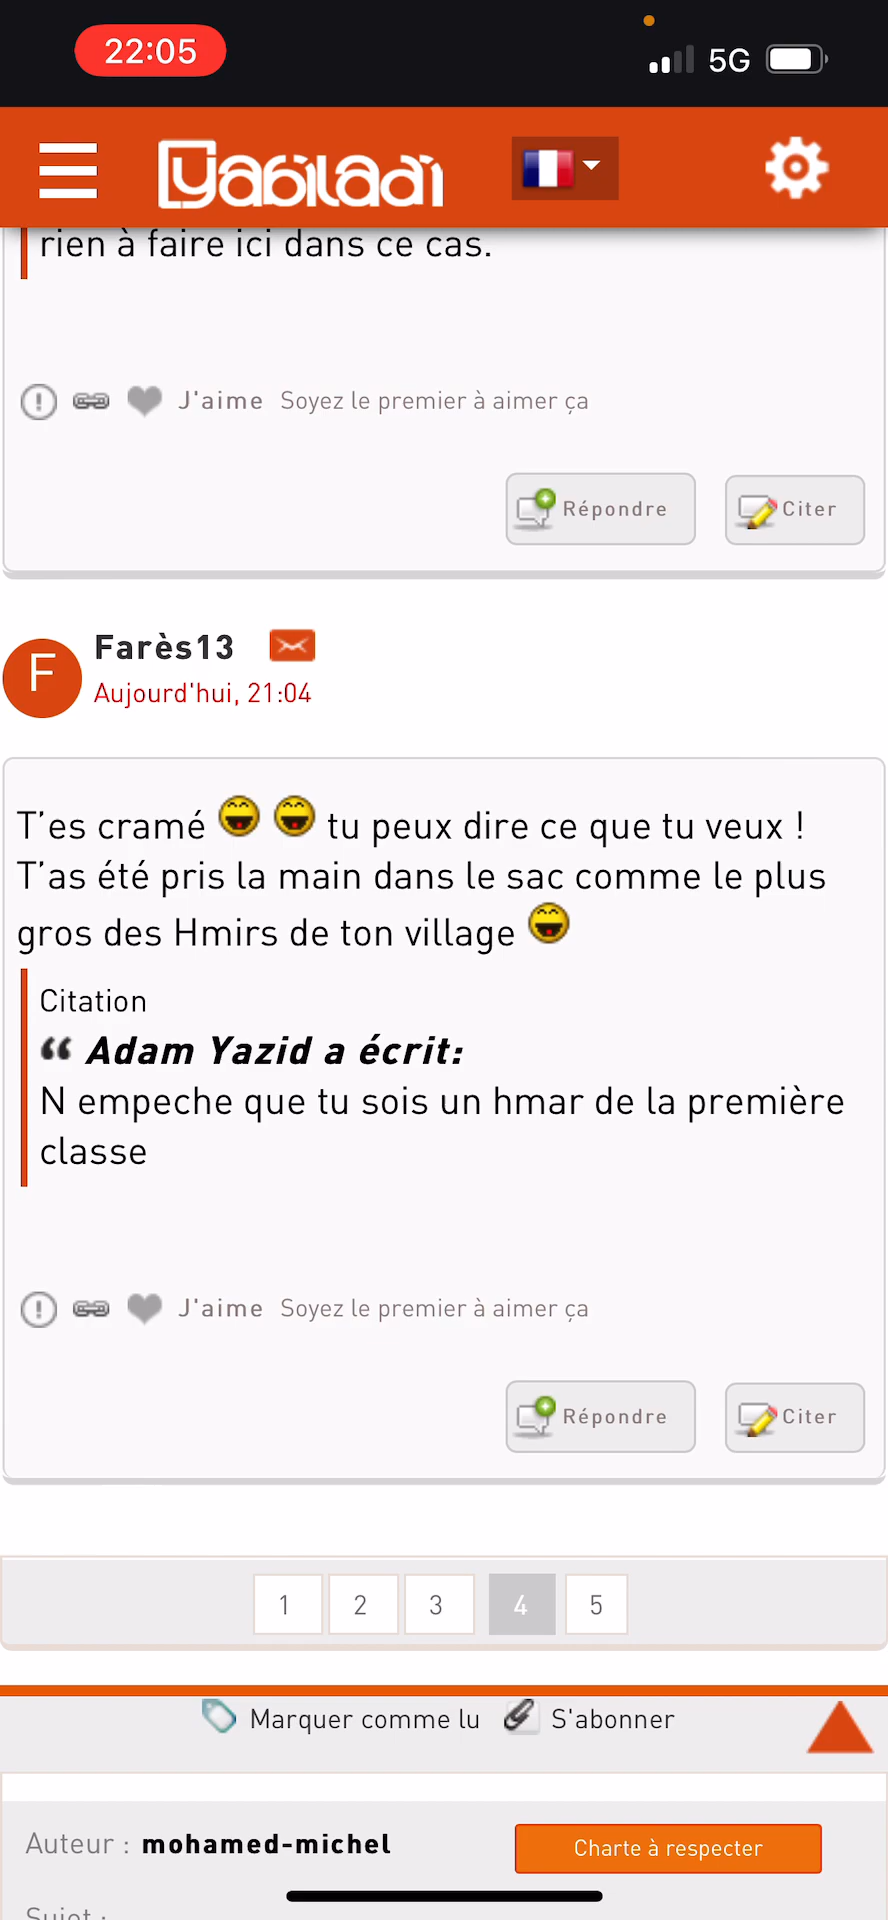 22:05
5G
Yabiladi
rien à faire ici dans ce cas.
J'aime Soyez le premier à aimer ça
Répondre Citer
F
Farès13
Aujourd'hui, 21:04
T’es cramé tu peux dire ce que tu veux !
T’as été pris la main dans le sac comme le plus
gros des Hmirs de ton village
Citation
“ Adam Yazid a écrit:
N empeche que tu sois un hmar de la première
classe
J'aime Soyez le premier à aimer ça
Répondre Citer
1 2 3 4 5
Marquer comme lu S'abonner
Auteur : mohamed-michel
Charte à respecter
Sujet :